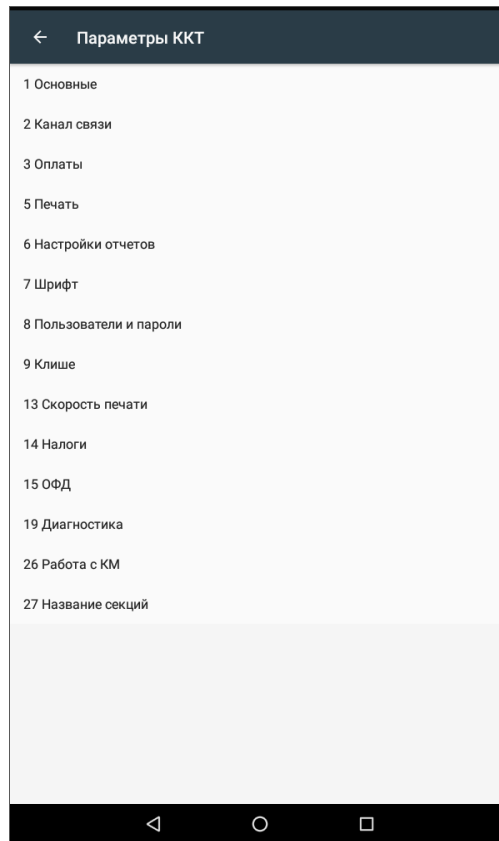 Параметры ККТ
1 Основные
2 Канал связи
3 Оплаты
5 Печать
6 Настройки отчетов
7 Шрифт
8 Пользователи и пароли
9 Клише
13 Скорость печати
14 Налоги
15 ОФД
19 Диагностика
26 Работа с КМ
27 Название секций